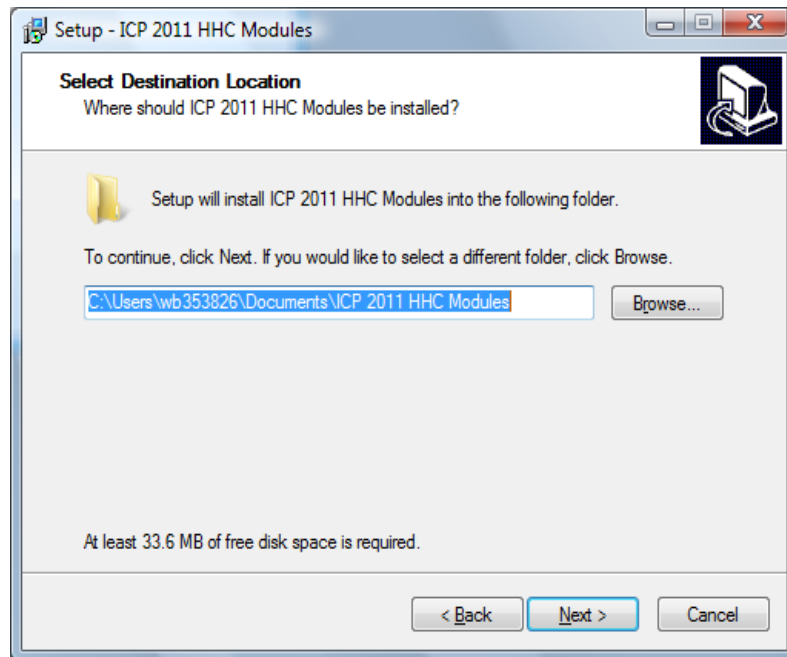 Setup - ICP 2011 HHC Modules
Select Destination Location
Where should ICP 2011 HHC Modules be installed?
Setup will install ICP 2011 HHC Modules into the following folder.
To continue, click Next. If you would like to select a different folder, click Browse.
C:\Users\wb353826\Documents\ICP 2011 HHC Modules
Browse...
At least 33.6 MB of free disk space is required.
< Back
Next >
Cancel